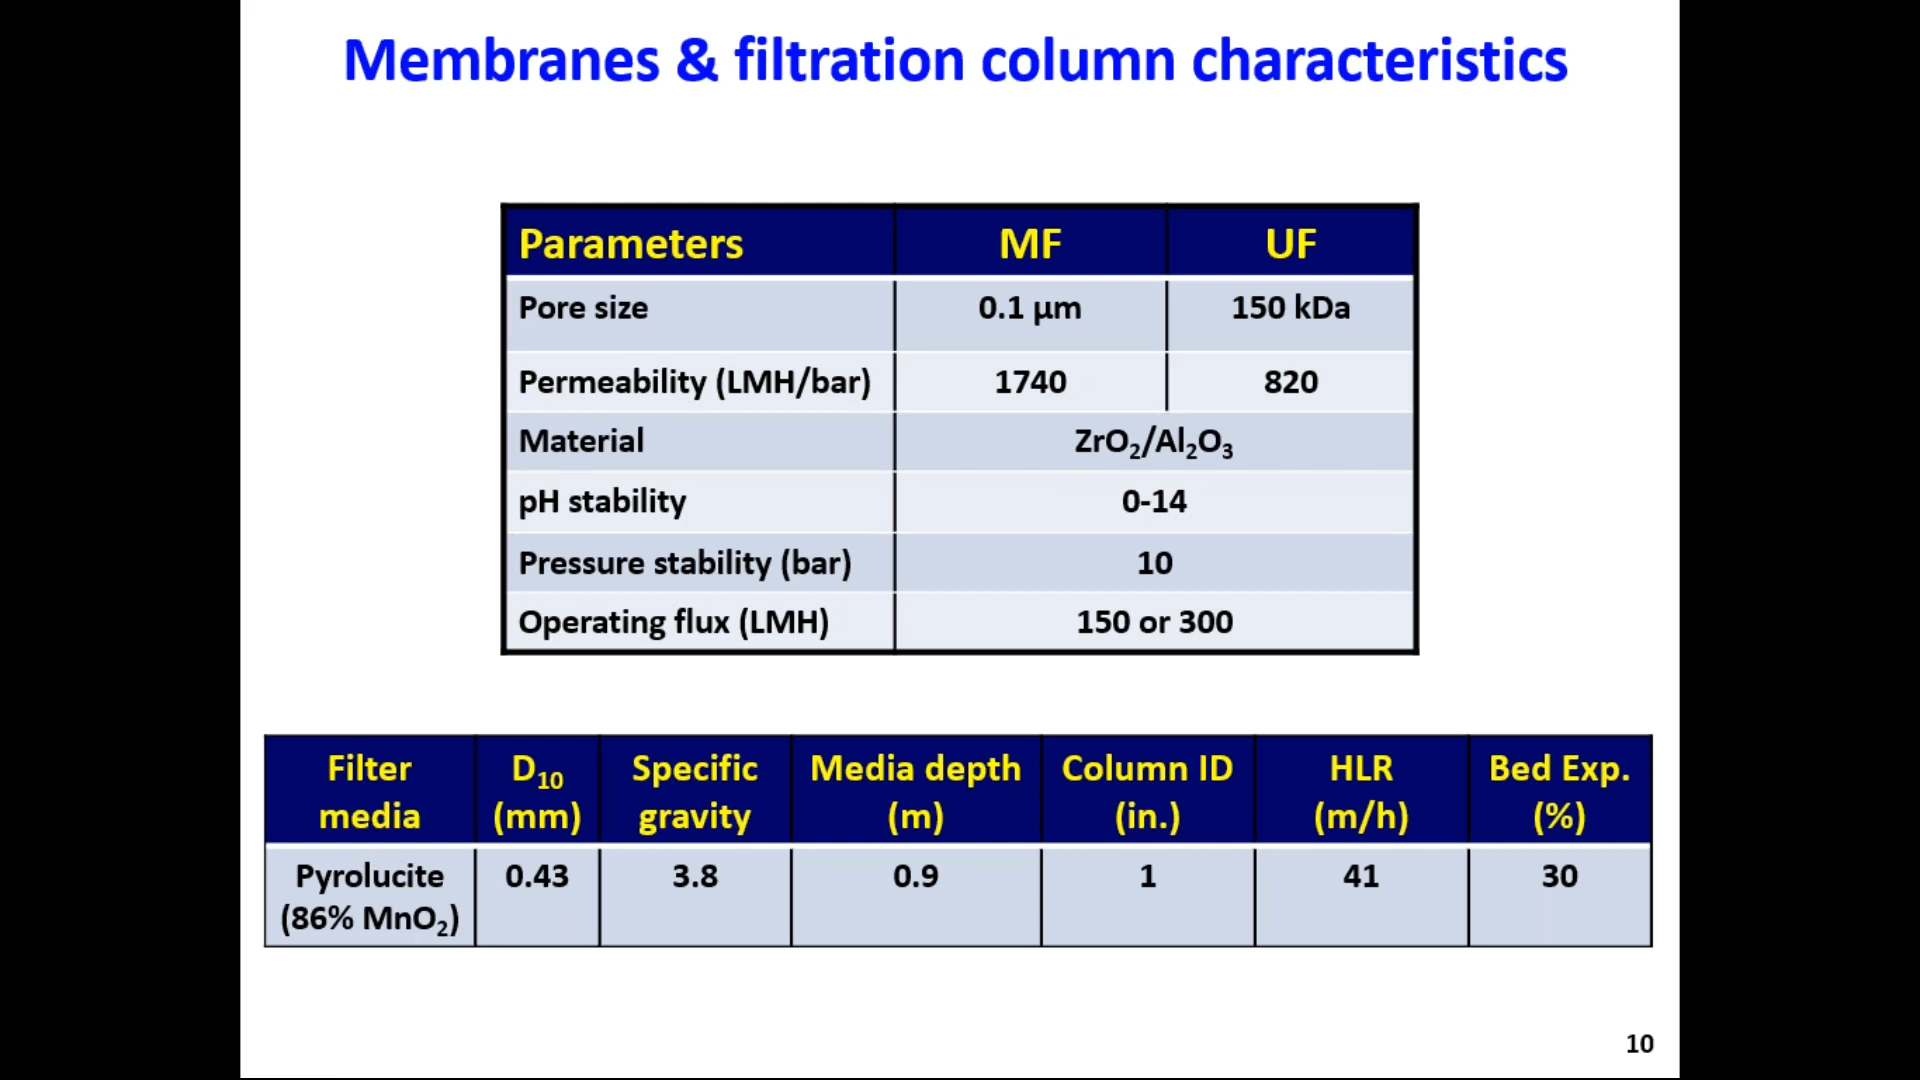 Membranes & filtration column characteristics
Parameters MF UF
Pore size 0.1 µm 150 kDa
Permeability (LMH/bar) 1740 820
Material ZrO₂/Al₂O₃
pH stability 0-14
Pressure stability (bar) 10
Operating flux (LMH) 150 or 300
Filter D₁₀ Specific Media depth Column ID HLR Bed Exp.
media (mm) gravity (m) (in.) (m/h) (%)
Pyrolucite 0.43 3.8 0.9 1 41 30
(86% MnO₂)
10